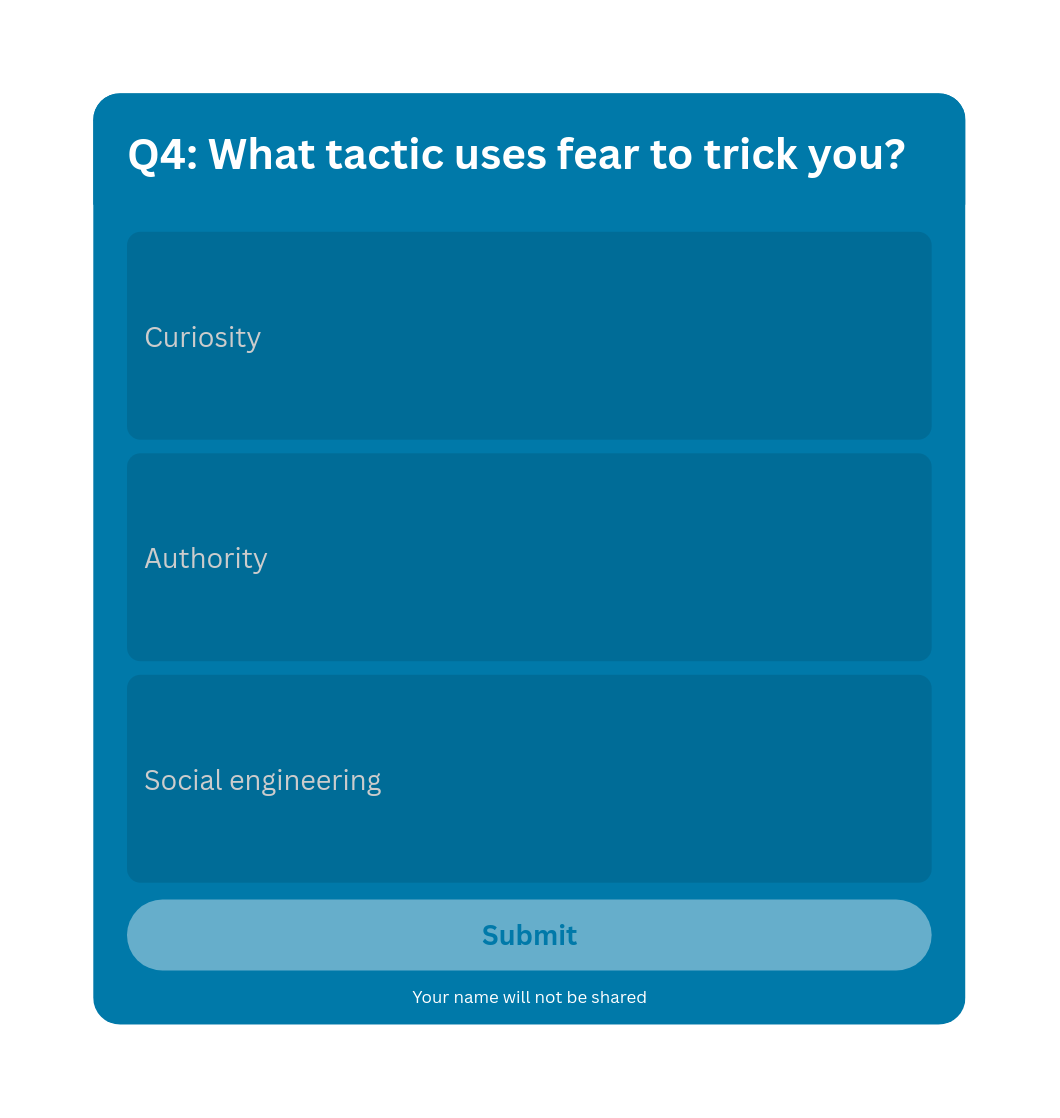 Q4: What tactic uses fear to trick you?
Curiosity
Authority
Social engineering
Submit
Your name will not be shared